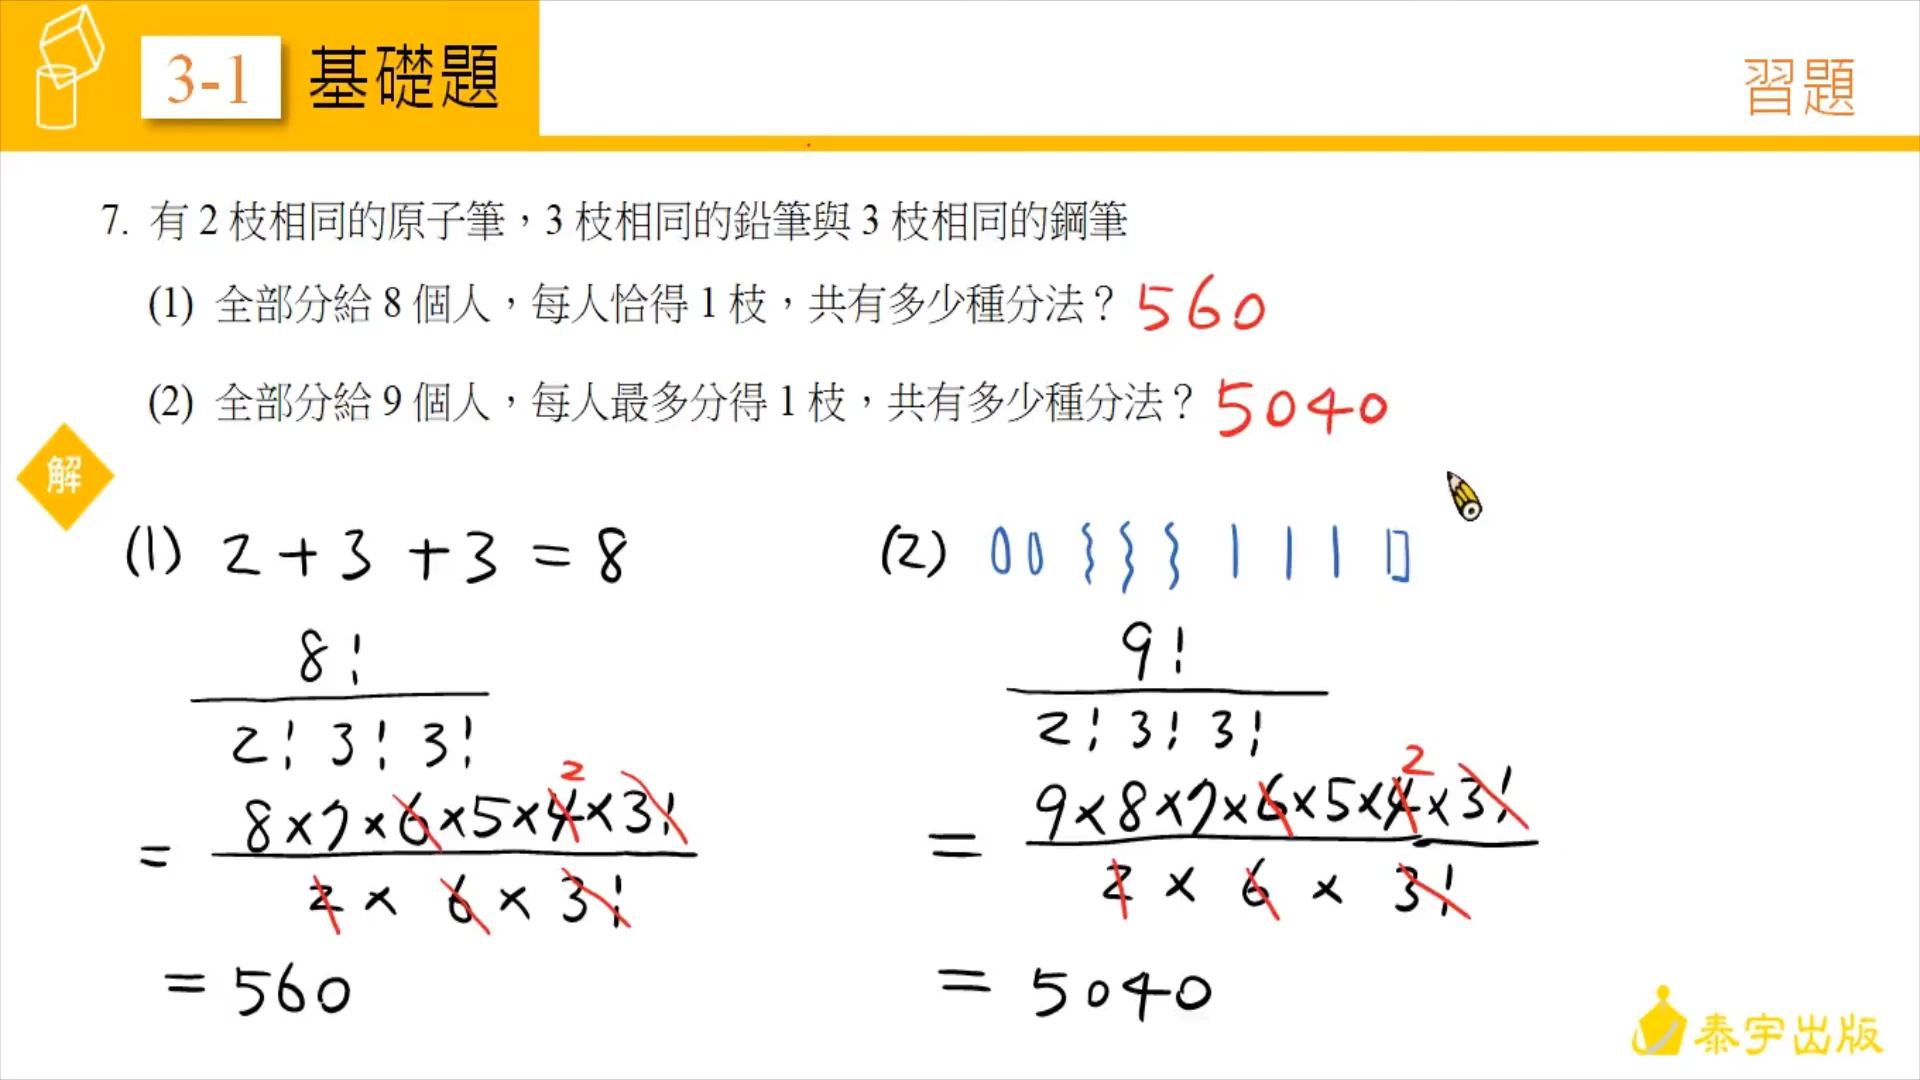 3-1 基礎題
習題
7. 有 2 枝相同的原子筆，3 枝相同的鉛筆與 3 枝相同的鋼筆
(1) 全部分給 8 個人，每人恰得 1 枝，共有多少種分法？ 560
(2) 全部分給 9 個人，每人最多分得 1 枝，共有多少種分法？ 5040
解
(1) 2 + 3 + 3 = 8
8!
2! 3! 3!
2
8×7×6×5×4×3!
=
2 × 6 × 3!
= 560
(2) 00 }}} | | | □
9!
2! 3! 3!
2
9×8×7×6×5×4×3!
=
2 × 6 × 3!
= 5040
泰宇出版